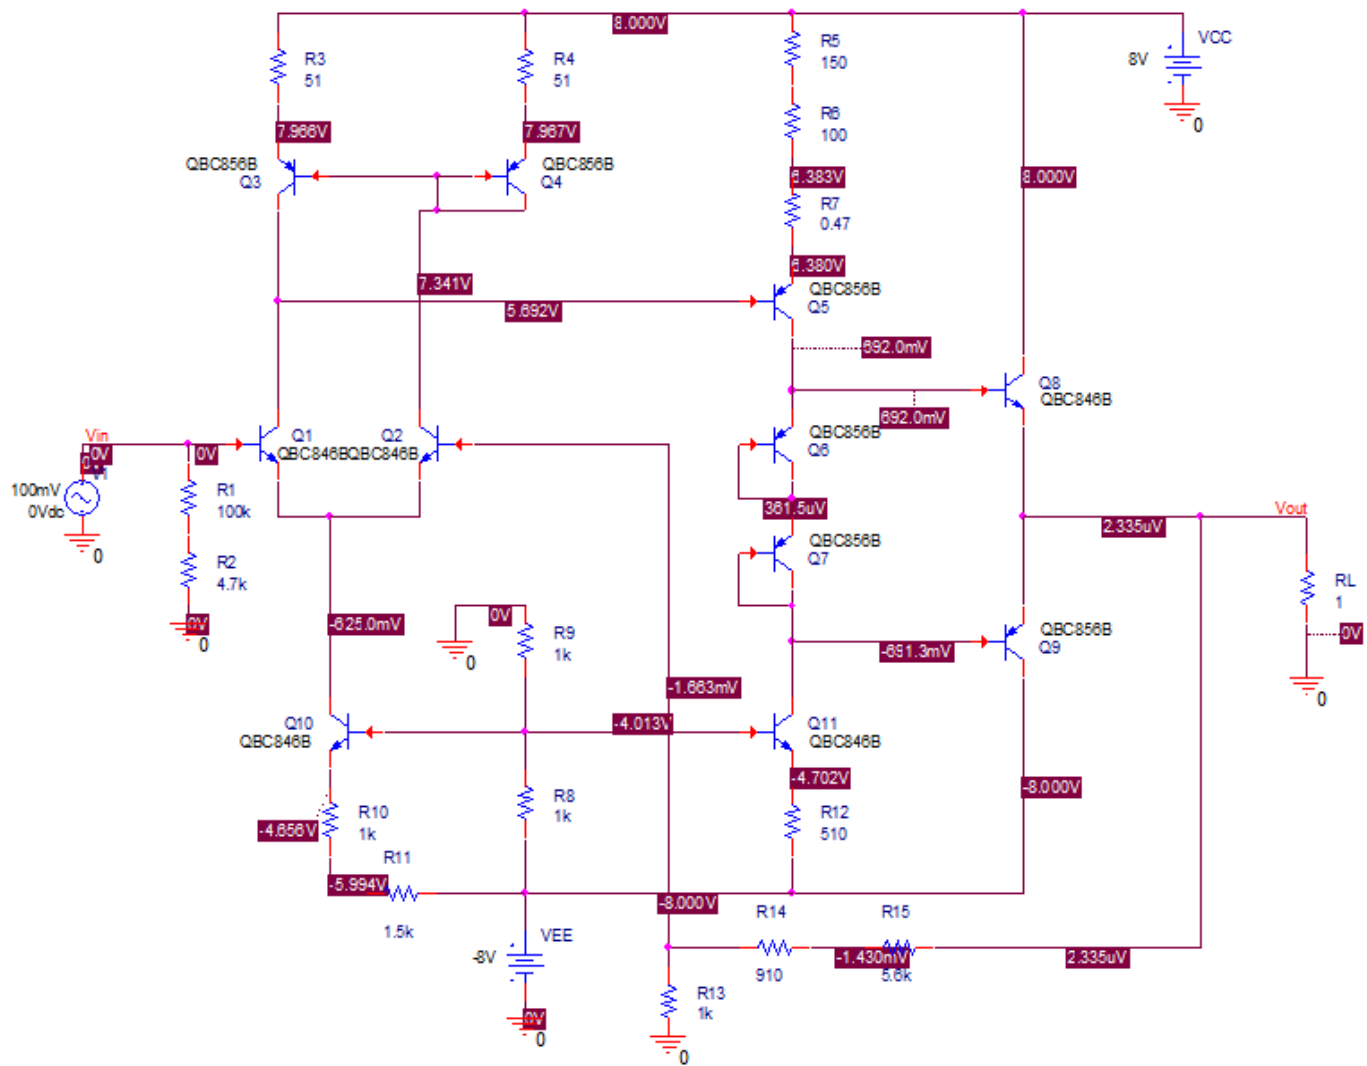 8.000V
R3
51
R4
51
R5
150
VCC
8V
0
R6
100
7.966V
7.967V
QBC856B
Q3
QBC856B
Q4
6.383V
8.000V
R7
0.47
7.341V
6.380V
QBC856B
Q5
5.692V
692.0mV
Q8
QBC846B
692.0mV
Vin
0V
0V
Q1
Q2
QBC846B
QBC846B
QBC856B
Q6
100mV
0Vdc
0
R1
100k
361.5uV
Vout
2.335uV
QBC856B
Q7
R2
4.7k
RL
1
0V
0
0V
0
-625.0mV
0V
0
R9
1k
QBC856B
Q9
-691.3mV
-1.663mV
Q10
QBC846B
-4.013V
Q11
QBC846B
-4.702V
-8.000V
R8
1k
R10
1k
-4.656V
R12
510
R11
-5.994V
1.5k
-8.000V
R14
R15
VEE
-8V
-1.430mV
2.335uV
910
5.6k
R13
1k
0V
0
0